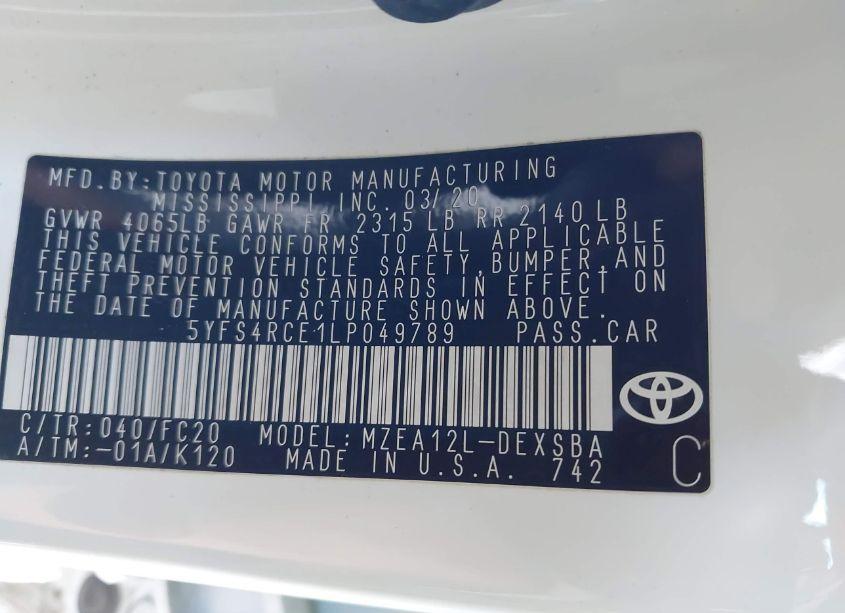 MFD.BY:TOYOTA MOTOR MANUFACTURING
MISSISSIPPI, INC. 03/20
GVWR 4065LB GAWR FR 2315 LB RR 2140 LB
THIS VEHICLE CONFORMS TO ALL APPLICABLE
FEDERAL MOTOR VEHICLE SAFETY,BUMPER,AND
THEFT PREVENTION STANDARDS IN EFFECT ON
THE DATE OF MANUFACTURE SHOWN ABOVE.
5YFS4RCE1LP049789 PASS.CAR
C/TR:040/FC20 MODEL:MZEA12L-DEXSBA
A/TM:-01A/K120 MADE IN U.S.A. 742
C